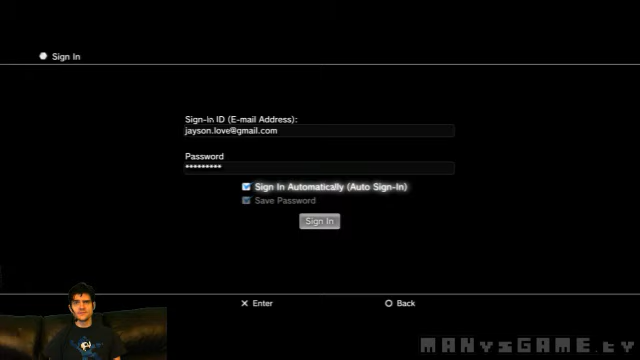 Sign In
Sign-In ID (E-mail Address):
jayson.love@gmail.com
Password
*********
Sign In Automatically (Auto Sign-In)
Save Password
Sign In
Enter
Back
MANvsGAME.tv